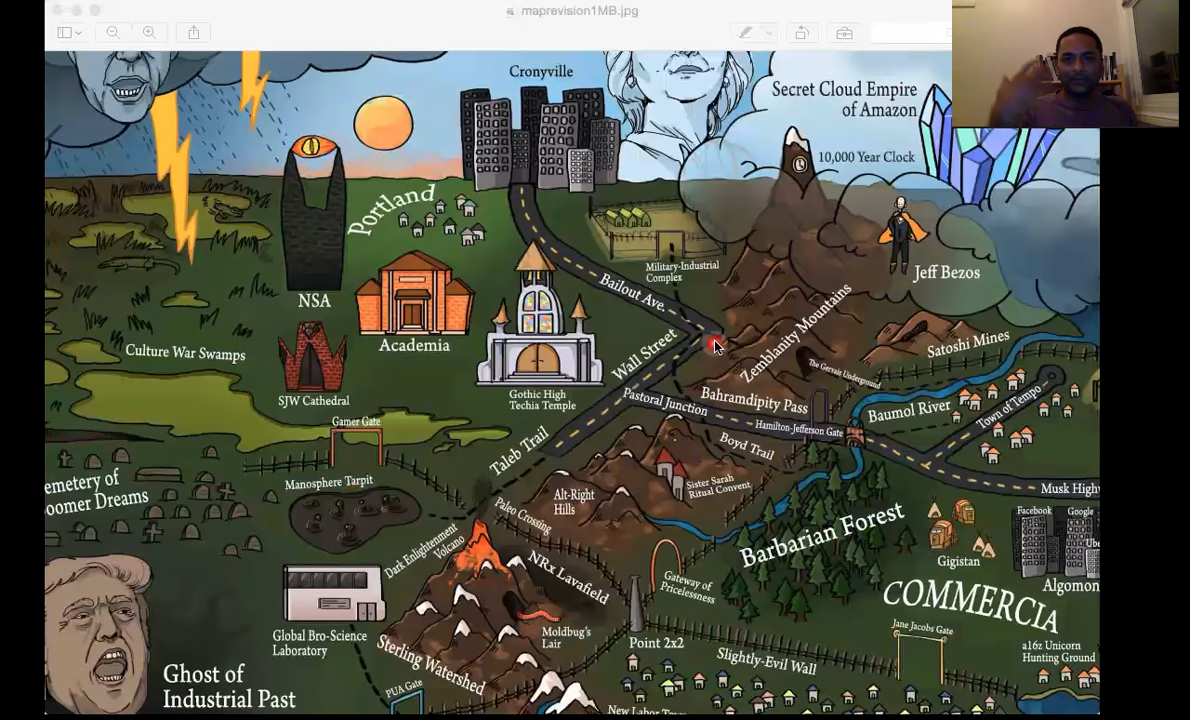 maprevision1MB.jpg
Cronyville
Secret Cloud Empire
of Amazon
10,000 Year Clock
Portland
Military-Industrial
Complex
Jeff Bezos
NSA
Bailout Ave.
Academia
Zemblanity Mountains
Culture War Swamps
Wall Street
Satoshi Mines
The Gervais Underground
SJW Cathedral
Gothic High
Techia Temple
Pastoral Junction
Bahramdipity Pass
Baumol River
Town of Tempo
Hamilton-Jefferson Gate
Gamer Gate
Taleb Trail
Boyd Trail
emetery of
oomer Dreams
Manosphere Tarpit
Alt-Right
Hills
Sister Sarah
Ritual Convent
Musk High
Paleo Crossing
Barbarian Forest
Facebook
Google
Ube
Dark Enlightenment
Volcano
NRx Lavafield
Gigistan
Algomon
Gateway of
Pricelessness
COMMERCIA
Global Bro-Science
Laboratory
Moldbug's
Lair
Point 2x2
Jane Jacobs Gate
Sterling Watershed
Slightly-Evil Wall
a16z Unicorn
Hunting Ground
Ghost of
Industrial Past
PUA Gate
New Labor